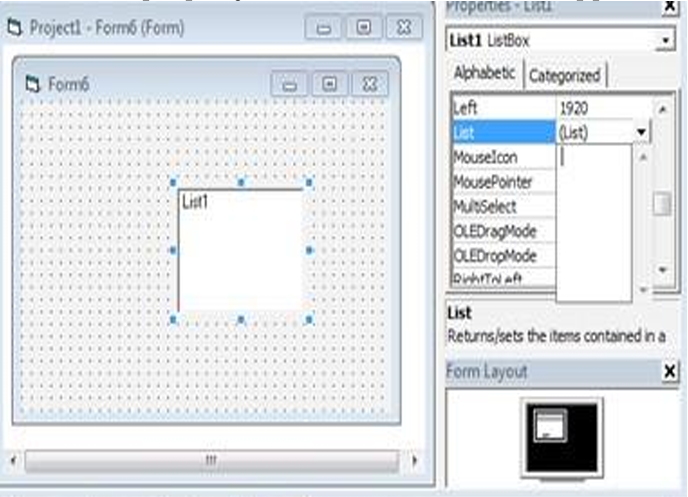 Properties - List1
Project1 - Form6 (Form)
Form6
List1
List1 ListBox
Alphabetic
Categorized
Left 1920
List (List)
MouseIcon
MousePointer
MultiSelect
OLEDragMode
OLEDropMode
RightToLeft
List
Returns/sets the items contained in a
Form Layout